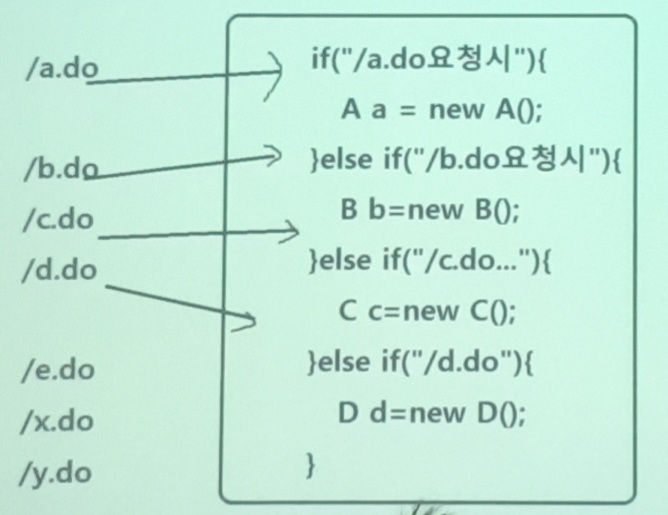 /a.do
/b.do
/c.do
/d.do
/e.do
/x.do
/y.do
if("/a.do요청시"){
A a = new A();
}else if("/b.do요청시"){
B b=new B();
}else if("/c.do..."){
C c=new C();
}else if("/d.do"){
D d=new D();
}